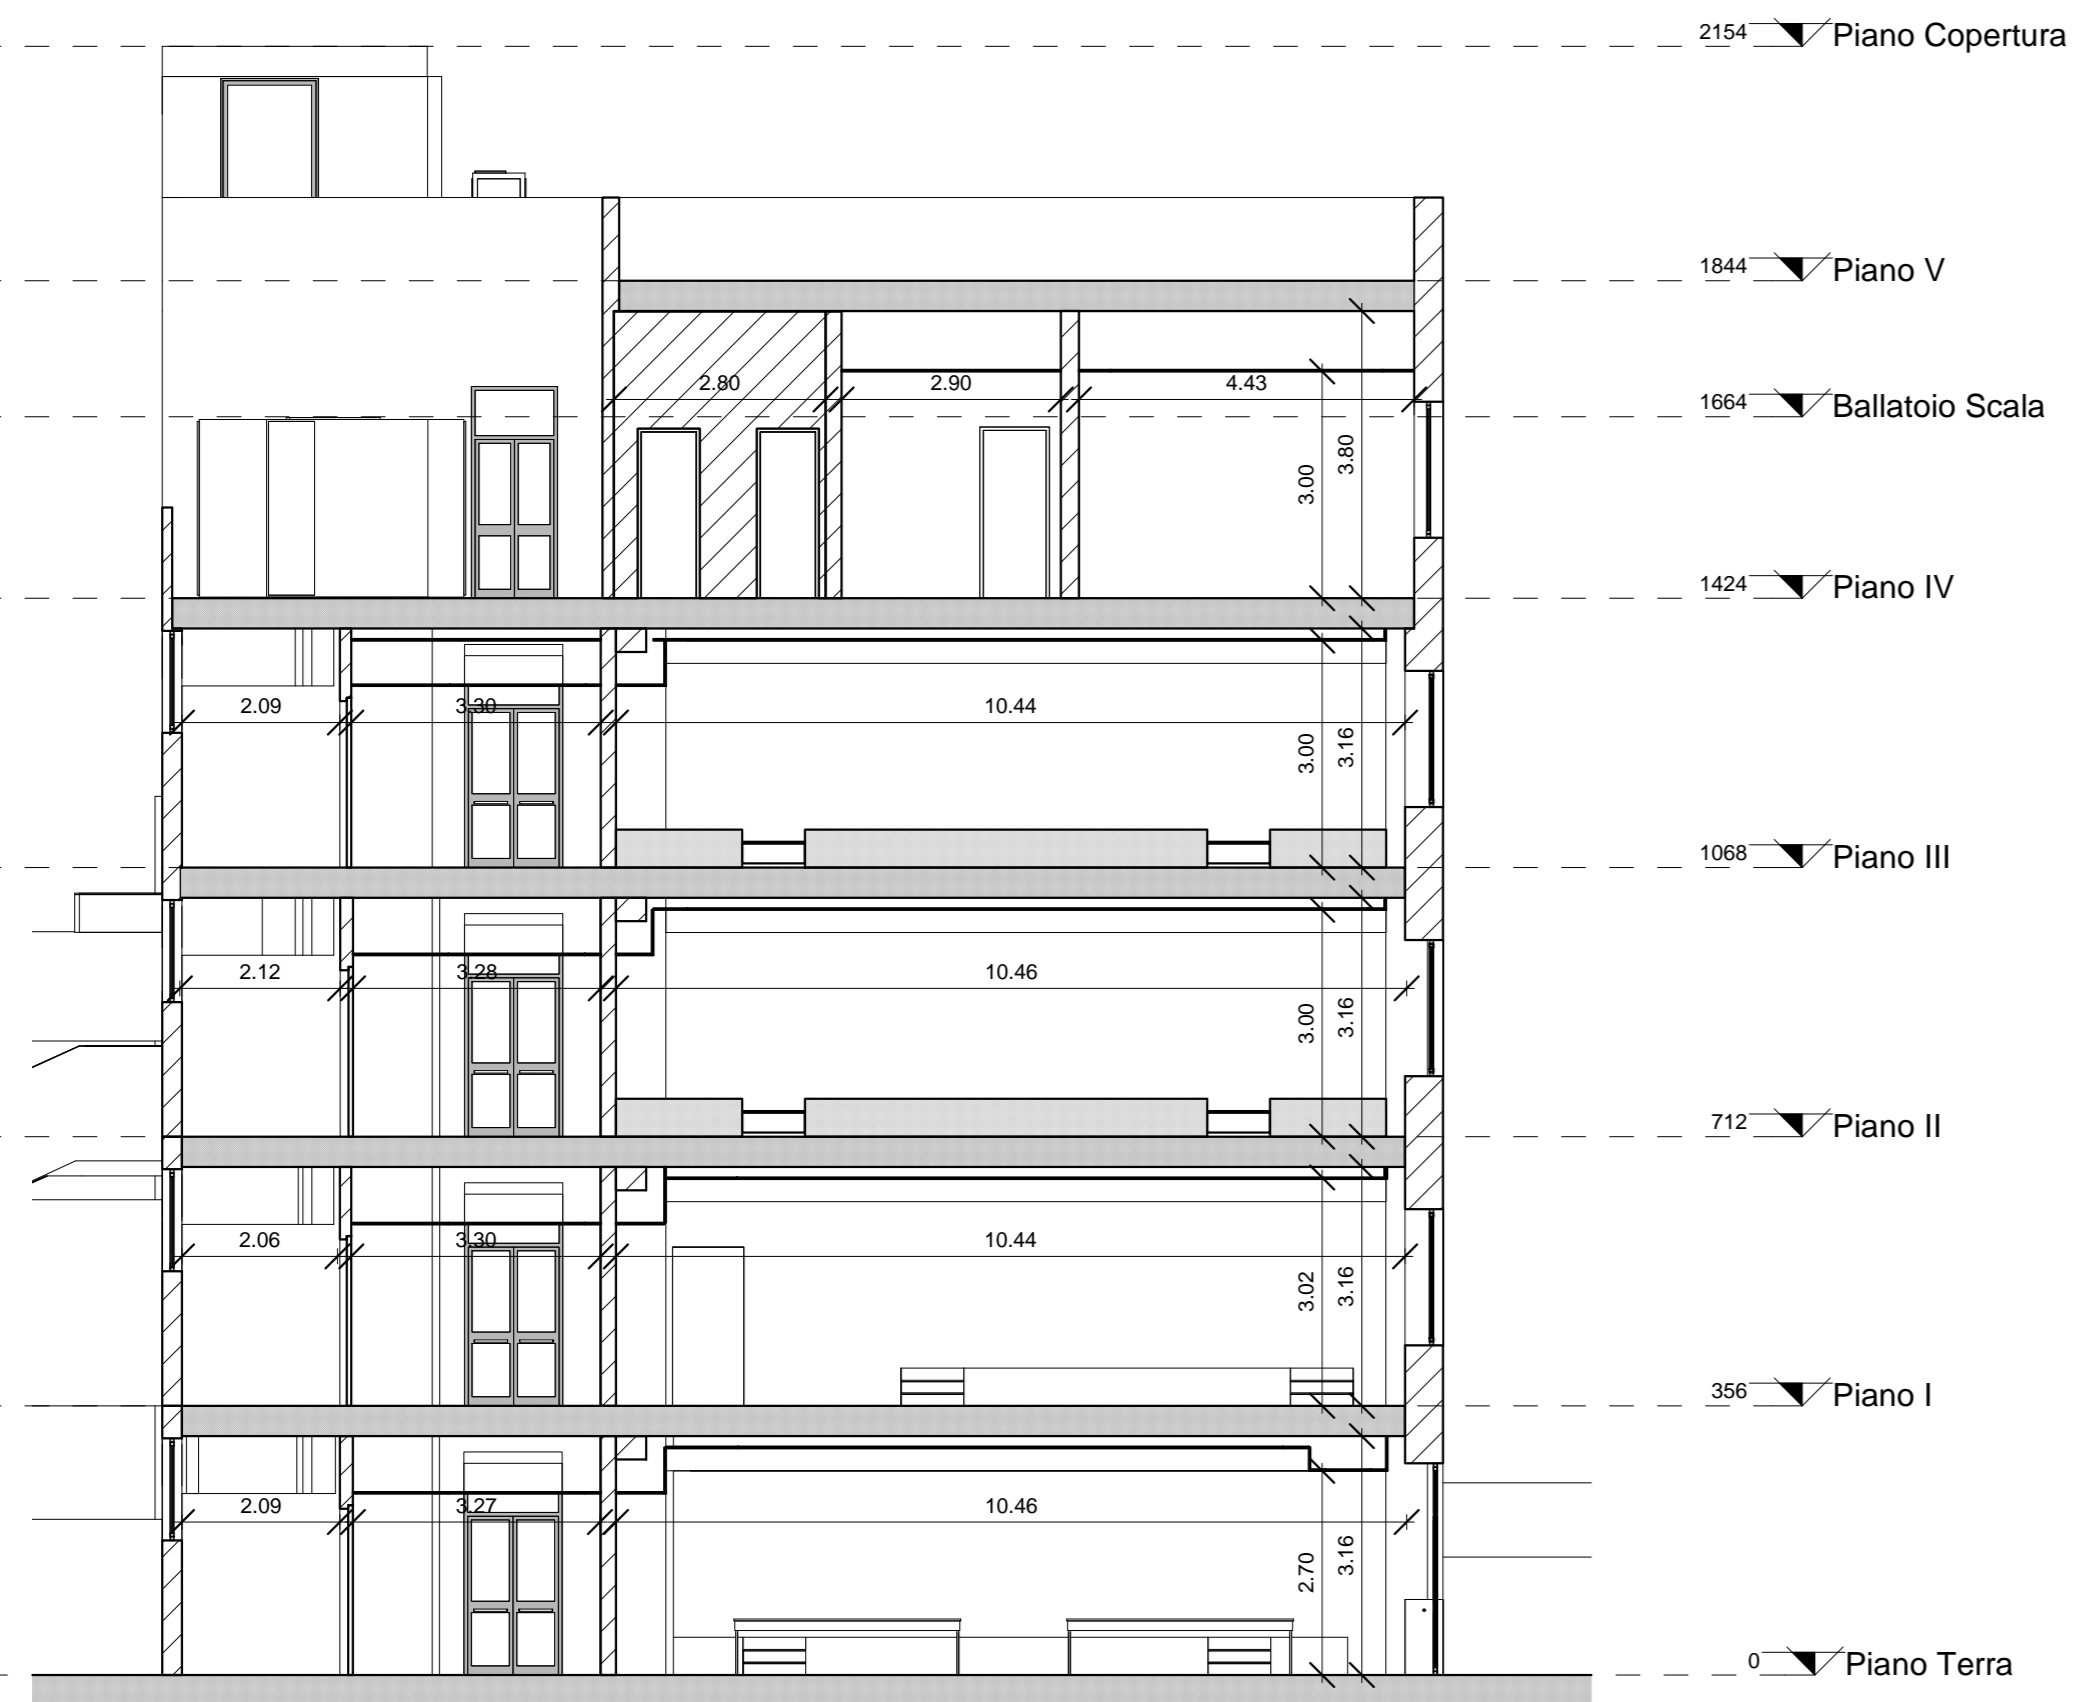 2154 Piano Copertura
1844 Piano V
2.80 2.90 4.43
1664 Ballatoio Scala
3.00 3.80
1424 Piano IV
2.09 3.30 10.44
3.00 3.16
1068 Piano III
2.12 3.28 10.46
3.00 3.16
712 Piano II
2.06 3.30 10.44
3.02 3.16
356 Piano I
2.09 3.27 10.46
2.70 3.16
0 Piano Terra